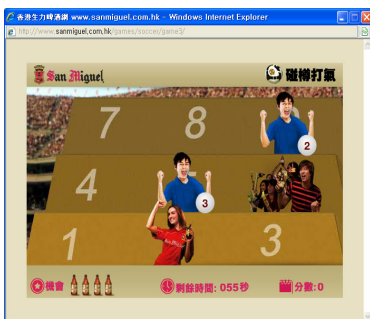 香港生力啤酒網 www.sanmiguel.com.hk - Windows Internet Explorer
http://www.sanmiguel.com.hk/games/soccer/game3/
San Miguel
碰樽打氣
7 8
2
4
3
1 3
機會
剩餘時間: 055秒
分數:0